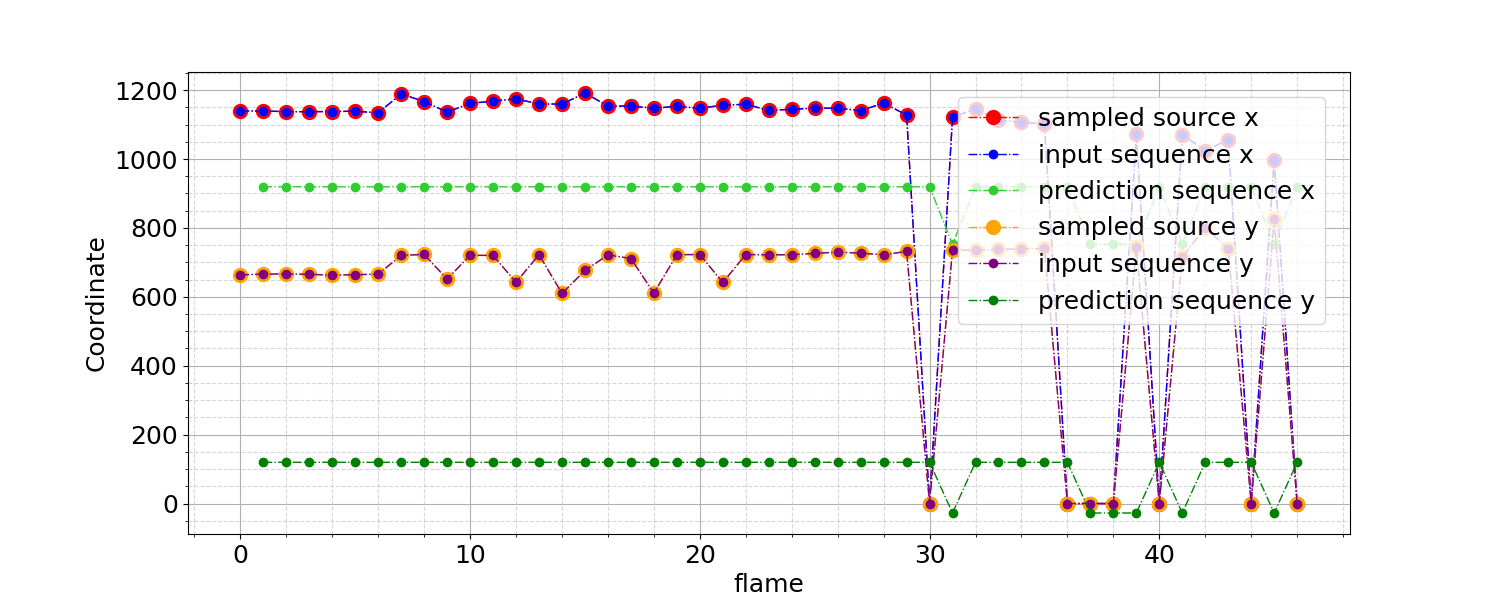 1200
1000
800
600
400
200
0
Coordinate
sampled source x
input sequence x
prediction sequence x
sampled source y
input sequence y
prediction sequence y
0 10 20 30 40
flame